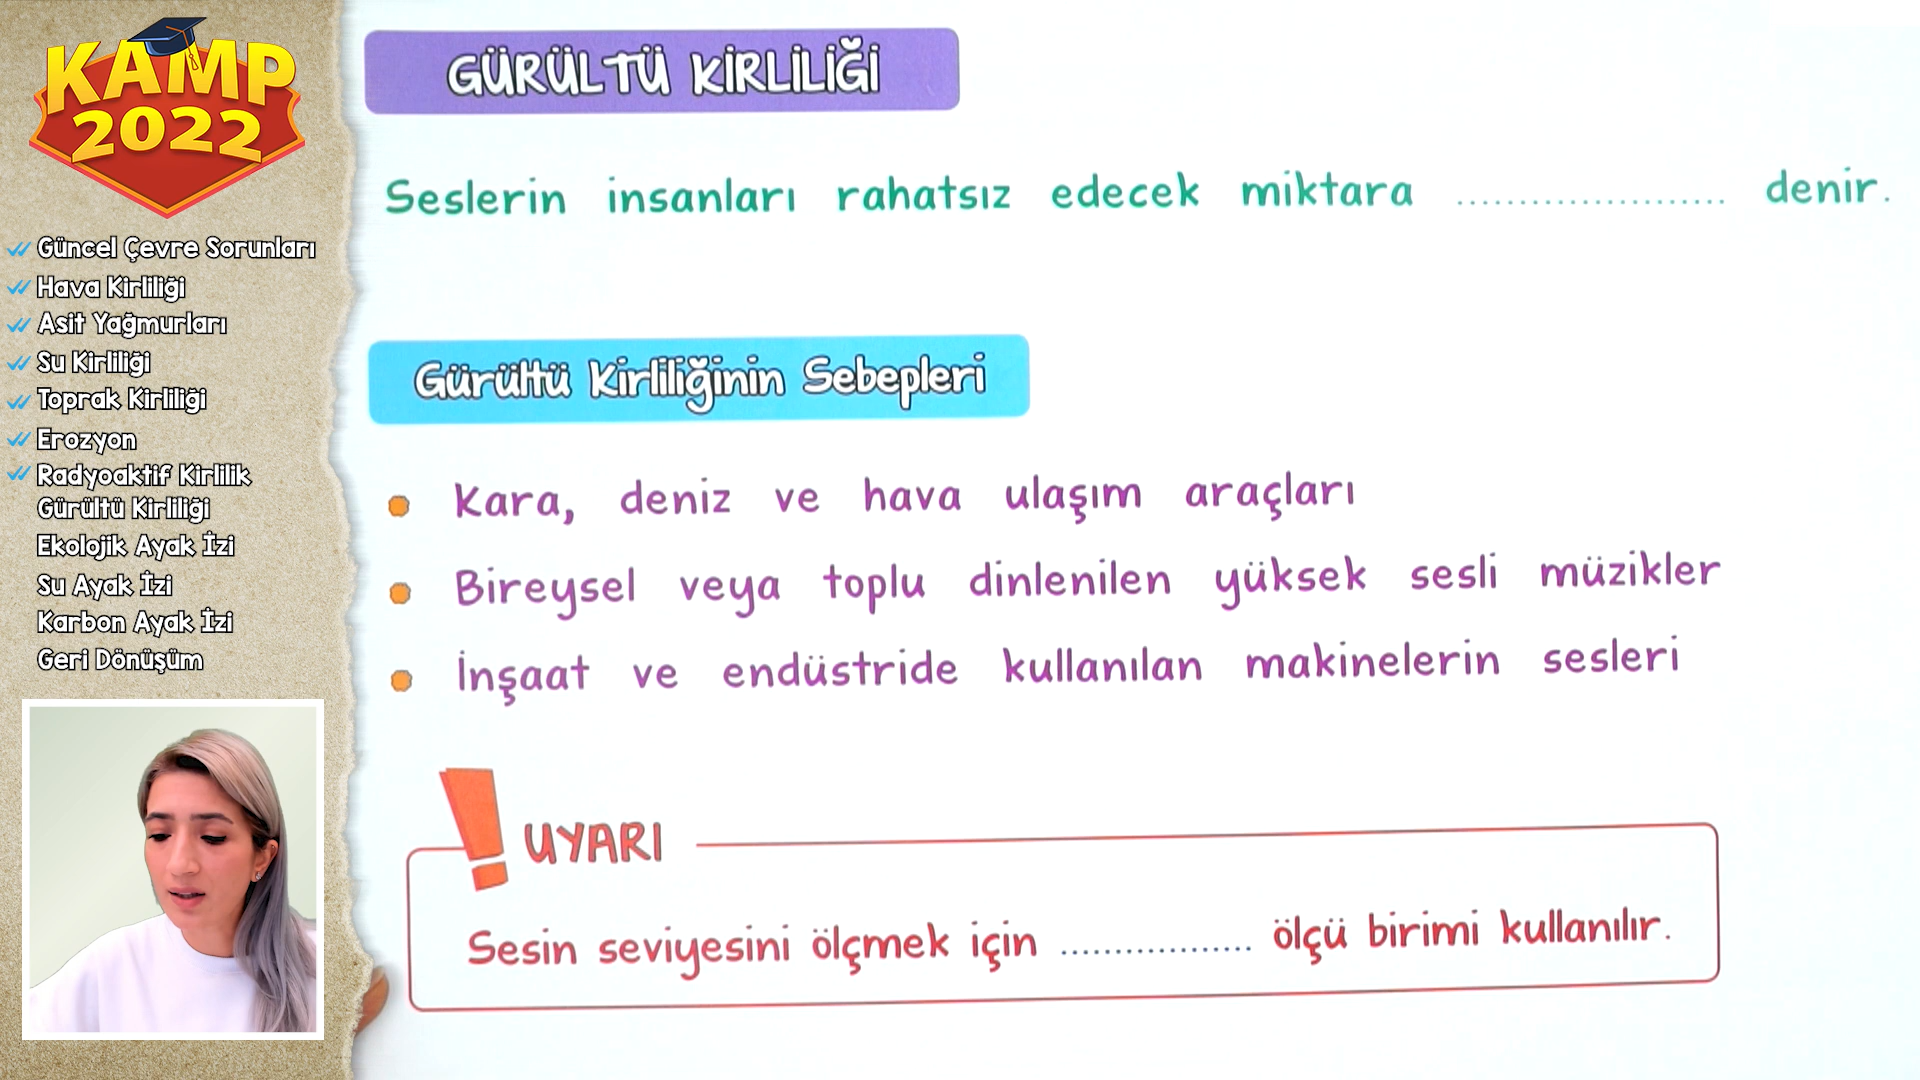 KAMP
2022
Güncel Çevre Sorunları
Hava Kirliliği
Asit Yağmurları
Su Kirliliği
Toprak Kirliliği
Erozyon
Radyoaktif Kirlilik
Gürültü Kirliliği
Ekolojik Ayak İzi
Su Ayak İzi
Karbon Ayak İzi
Geri Dönüşüm
GÜRÜLTÜ KİRLİLİĞİ
Seslerin insanları rahatsız edecek miktara ........................ denir.
Gürültü Kirliliğinin Sebepleri
Kara, deniz ve hava ulaşım araçları
Bireysel veya toplu dinlenilen yüksek sesli müzikler
İnşaat ve endüstride kullanılan makinelerin sesleri
! UYARI
Sesin seviyesini ölçmek için .................... ölçü birimi kullanılır.